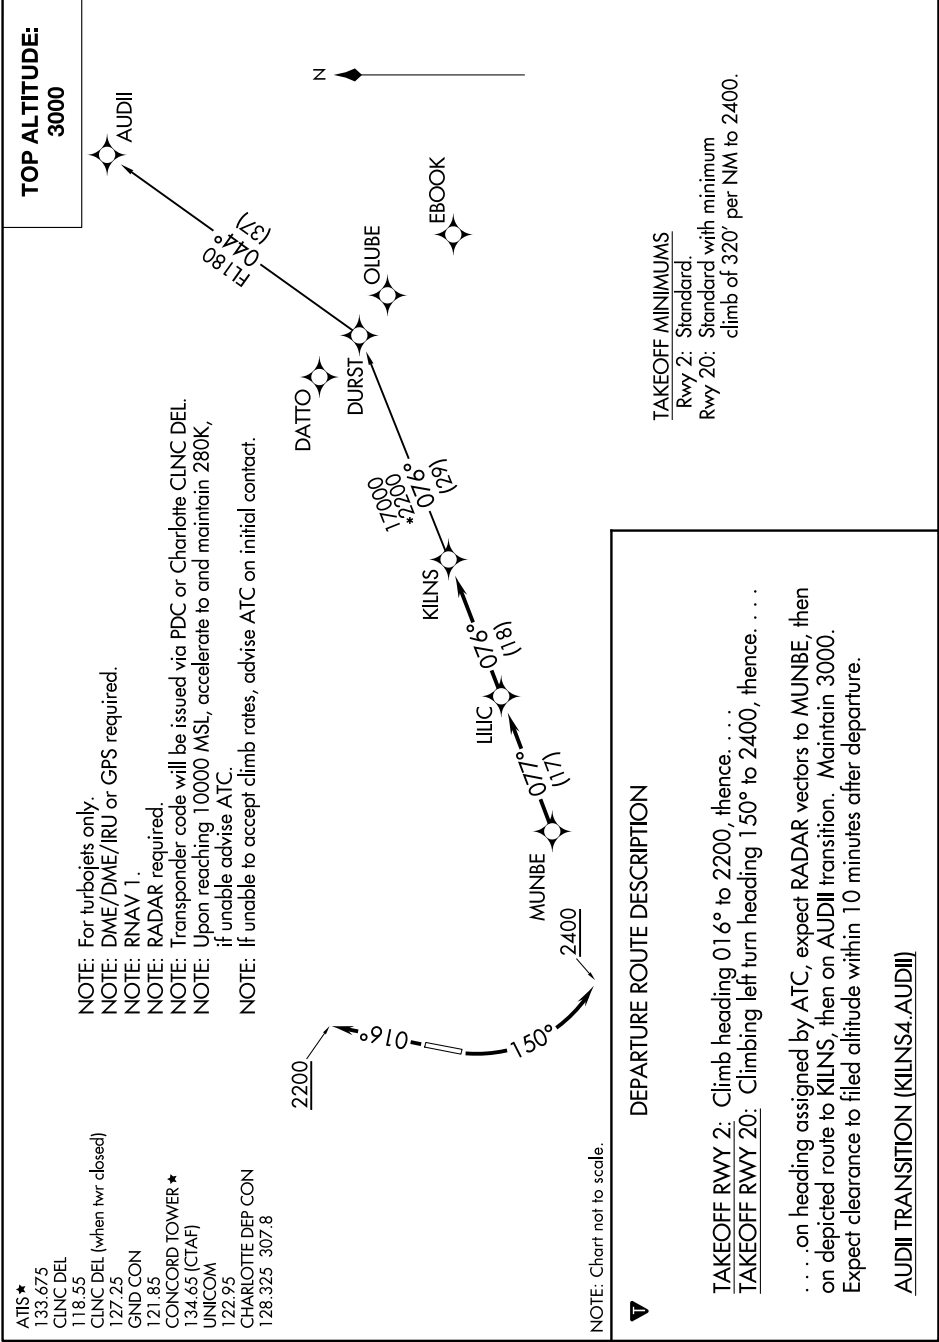 TOP ALTITUDE:
3000
ATIS★
133.675
CLNC DEL
118.55
CLNC DEL (when twr closed)
127.25
GND CON
121.85
CONCORD TOWER★
134.65 (CTAF)
UNICOM
122.95
CHARLOTTE DEP CON
128.325 307.8
NOTE: For turbojets only.
NOTE: DME/DME/IRU or GPS required.
NOTE: RNAV 1.
NOTE: RADAR required.
NOTE: Transponder code will be issued via PDC or Charlotte CLNC DEL.
NOTE: Upon reaching 10000 MSL, accelerate to and maintain 280K,
if unable advise ATC.
NOTE: If unable to accept climb rates, advise ATC on initial contact.
AUDII
N
FL180
044°
(37)
EBOOK
OLUBE
DURST
DATTO
17000
*2200
076°
(29)
KILNS
076°
(18)
LILIC
077°
(17)
MUNBE
2400
2200
016°
150°
TAKEOFF MINIMUMS
Rwy 2: Standard.
Rwy 20: Standard with minimum
climb of 320' per NM to 2400.
NOTE: Chart not to scale.
T
DEPARTURE ROUTE DESCRIPTION
TAKEOFF RWY 2: Climb heading 016° to 2200, thence. . . .
TAKEOFF RWY 20: Climbing left turn heading 150° to 2400, thence. . . .
. . . .on heading assigned by ATC, expect RADAR vectors to MUNBE, then
on depicted route to KILNS, then on AUDII transition. Maintain 3000.
Expect clearance to filed altitude within 10 minutes after departure.
AUDII TRANSITION (KILNS4.AUDII)